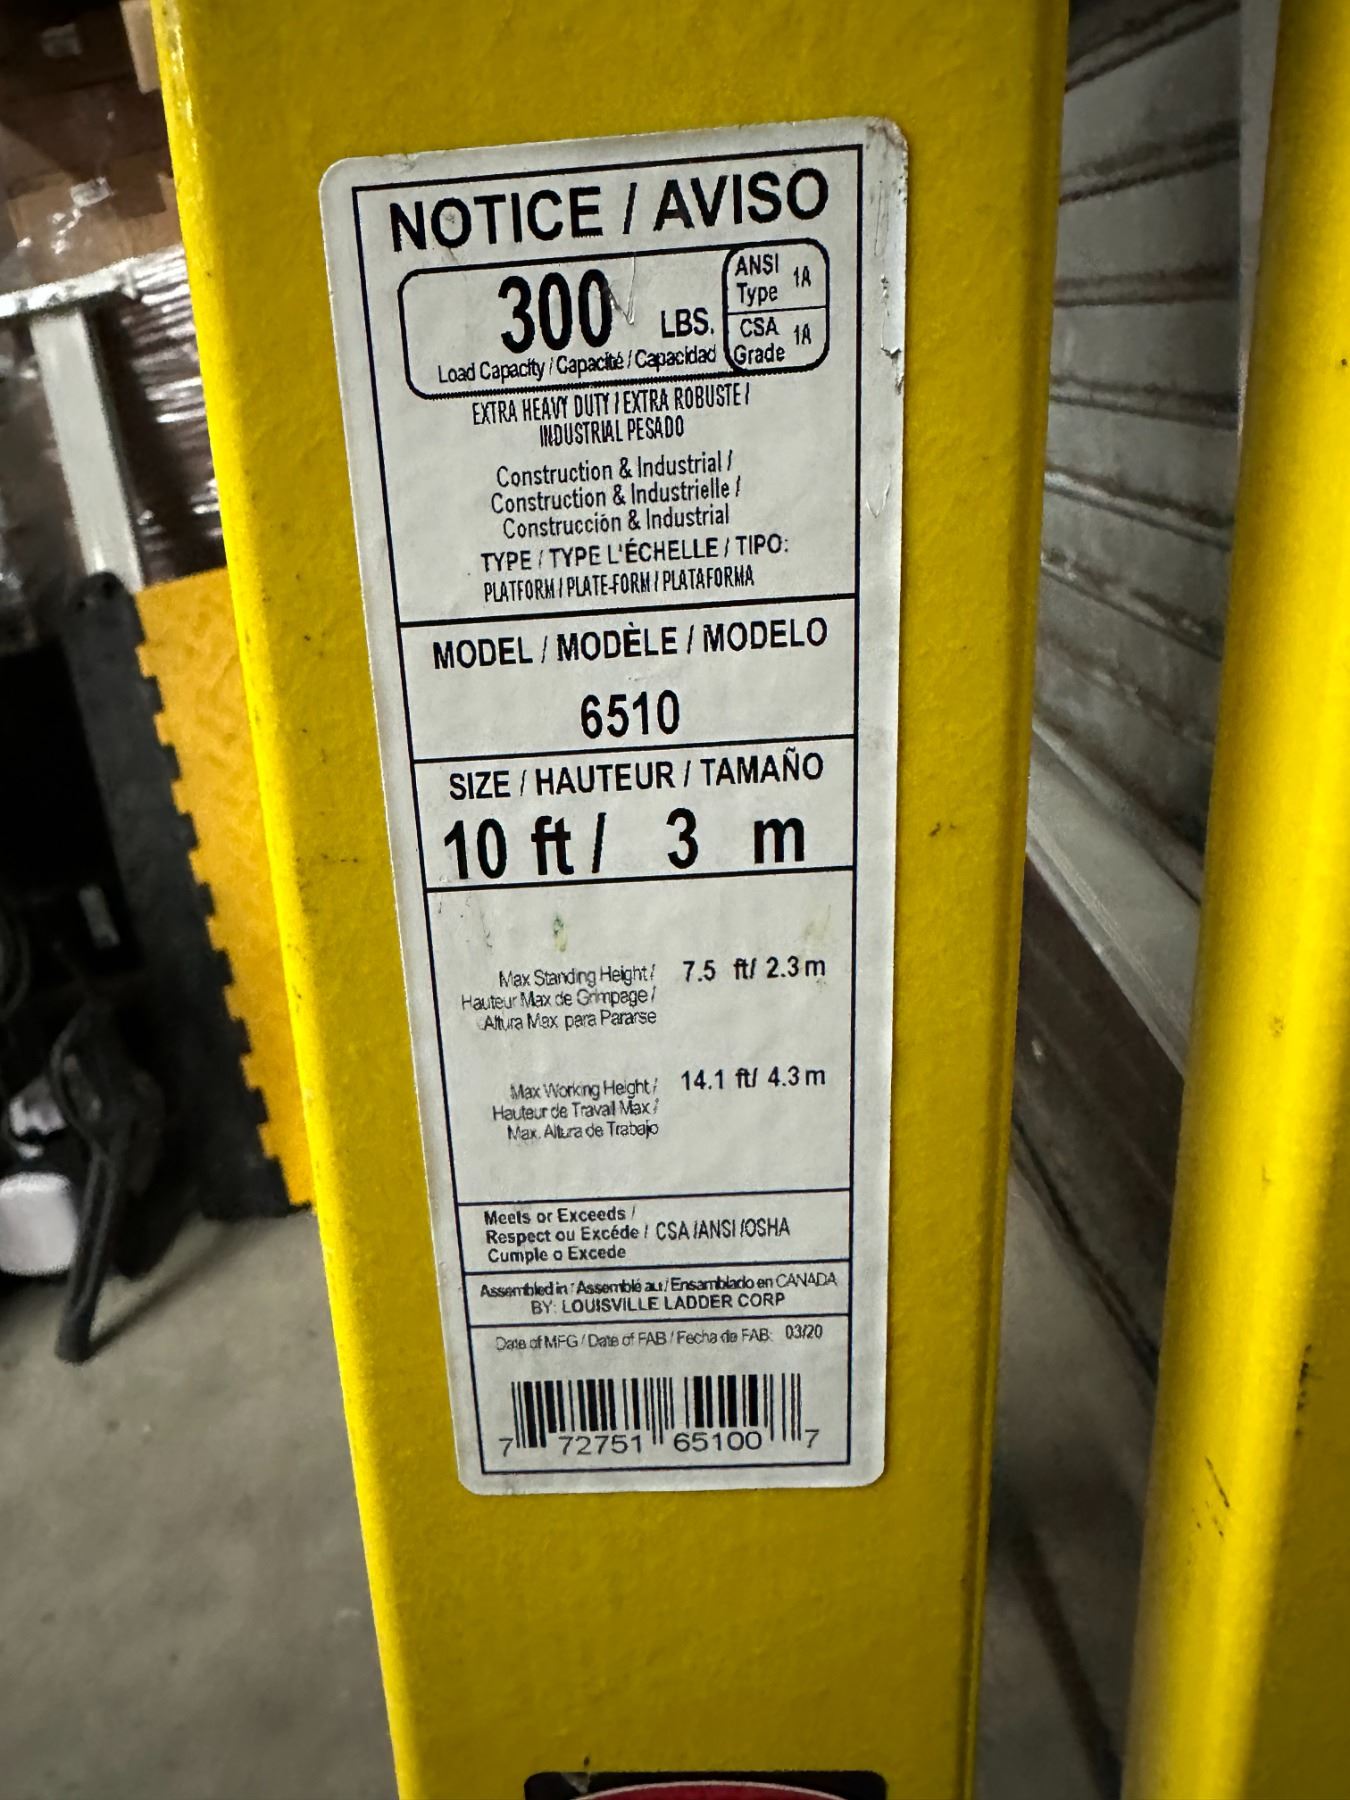 NOTICE / AVISO
300 LBS.
Load Capacity / Capacité / Capacidad
ANSI Type 1A
CSA Grade 1A
EXTRA HEAVY DUTY / EXTRA ROBUSTE /
INDUSTRIAL PESADO
Construction & Industrial /
Construction & Industrielle /
Construcción & Industrial
TYPE / TYPE L'ÉCHELLE / TIPO:
PLATFORM / PLATE-FORM / PLATAFORMA
MODEL / MODÈLE / MODELO
6510
SIZE / HAUTEUR / TAMAÑO
10 ft / 3 m
Max Standing Height / 7.5 ft/ 2.3 m
Hauteur Max de Grimpage /
Altura Max para Pararse
Max Working Height / 14.1 ft/ 4.3 m
Hauteur de Travail Max /
Max. Altura de Trabajo
Meets or Exceeds /
Respect ou Excéde / CSA /ANSI /OSHA
Cumple o Excede
Assembled in / Assemblé au / Ensamblado en CANADA
BY: LOUISVILLE LADDER CORP
Date of MFG / Date of FAB / Fecha de FAB: 03/20
7 72751 65100 7